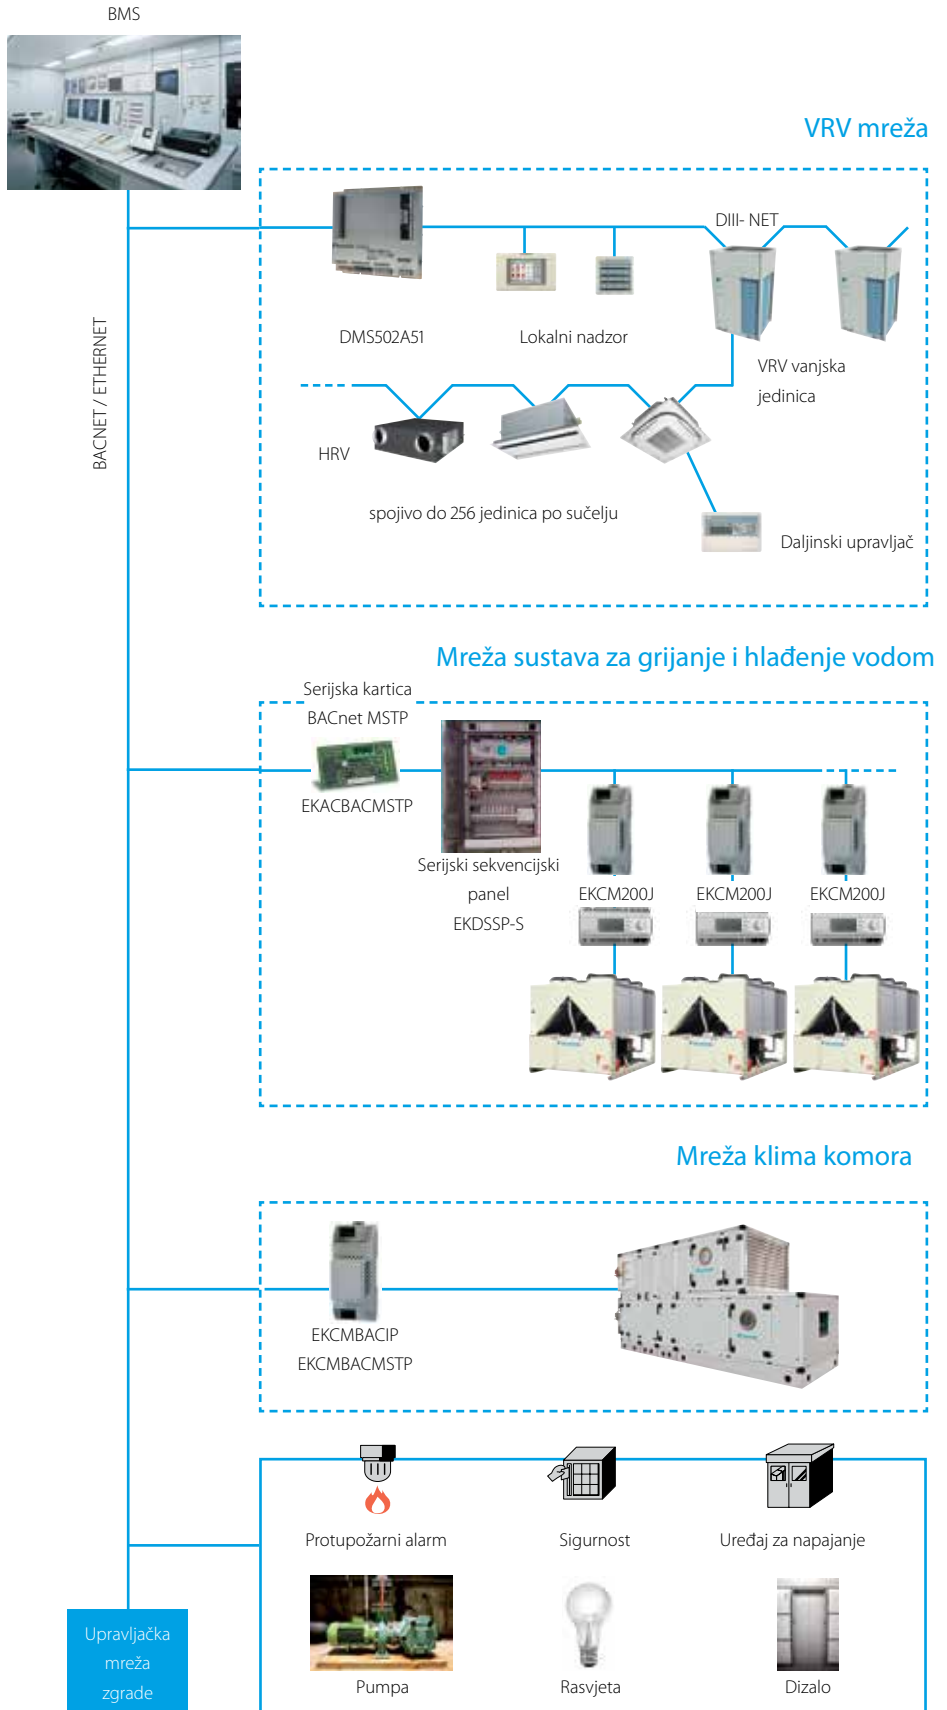 BMS
VRV mreža
BACNET / ETHERNET
DIII- NET
DMS502A51
Lokalni nadzor
VRV vanjska
jedinica
HRV
spojivo do 256 jedinica po sučelju
Daljinski upravljač
Mreža sustava za grijanje i hlađenje vodom
Serijska kartica
BACnet MSTP
EKACBACMSTP
Serijski sekvencijski
panel
EKDSSP-S
EKCM200J
EKCM200J
EKCM200J
Mreža klima komora
EKCMBACIP
EKCMBACMSTP
Protupožarni alarm
Sigurnost
Uređaj za napajanje
Upravljačka
mreža
zgrade
Pumpa
Rasvjeta
Dizalo